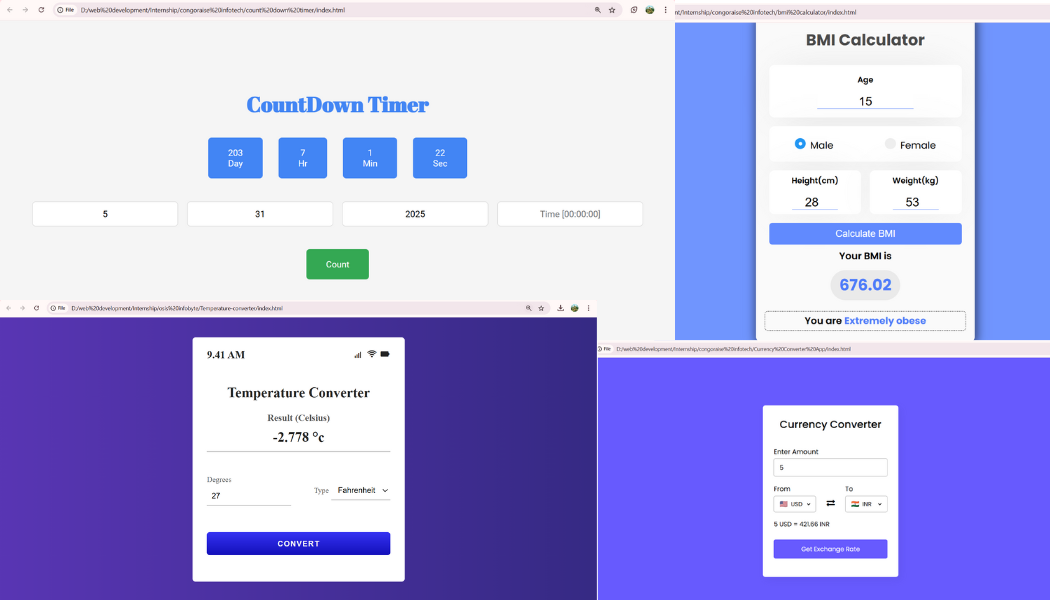 File D:/web%20development/Internship/congoraise%20infotech/count%20down%20timer/index.html
CountDown Timer
203 7 1 22
Day Hr Min Sec
5 31 2025 Time [00:00:00]
Count
nt/Internship/congoraise%20infotech/bmi%20calculator/index.html
BMI Calculator
Age
15
Male Female
Height(cm) Weight(kg)
28 53
Calculate BMI
Your BMI is
676.02
You are Extremely obese
File D:/web%20development/Internship/osis%20infobyte/Temperature-converter/index.html
9.41 AM
Temperature Converter
Result (Celsius)
-2.778 °c
Degrees
27
Type Fahrenheit
CONVERT
File D:/web%20development/Internship/congoraise%20infotech/Currency%20Converter%20App/index.html
Currency Converter
Enter Amount
5
From To
USD INR
5 USD = 421.66 INR
Get Exchange Rate